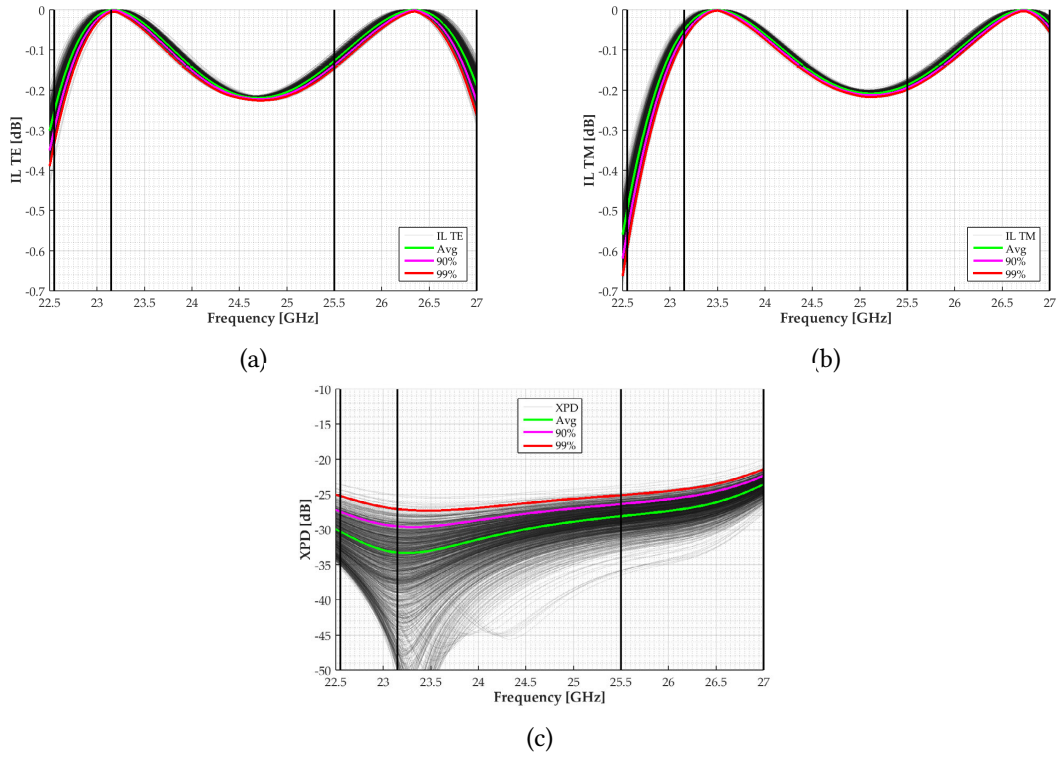 0
-0.1
-0.2
-0.3
-0.4
-0.5
-0.6
-0.7
IL TE [dB]
22.5 23 23.5 24 24.5 25 25.5 26 26.5 27
Frequency [GHz]
IL TE
Avg
90%
99%
(a)
0
-0.1
-0.2
-0.3
-0.4
-0.5
-0.6
-0.7
IL TM [dB]
22.5 23 23.5 24 24.5 25 25.5 26 26.5 27
Frequency [GHz]
IL TM
Avg
90%
99%
(b)
-10
-15
-20
-25
-30
-35
-40
-45
-50
XPD [dB]
22.5 23 23.5 24 24.5 25 25.5 26 26.5 27
Frequency [GHz]
XPD
Avg
90%
99%
(c)